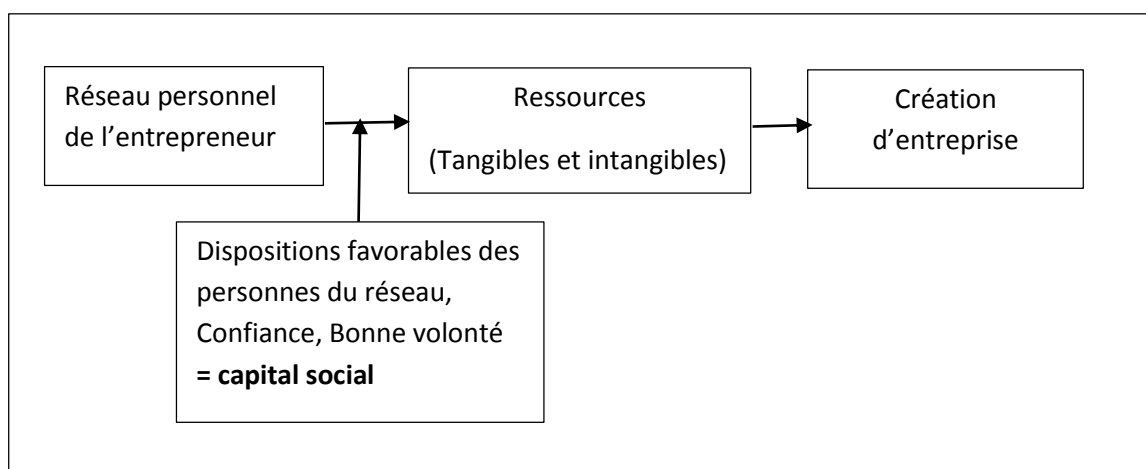 Réseau personnel
de l’entrepreneur
Ressources
(Tangibles et intangibles)
Création
d’entreprise
Dispositions favorables des
personnes du réseau,
Confiance, Bonne volonté
= capital social